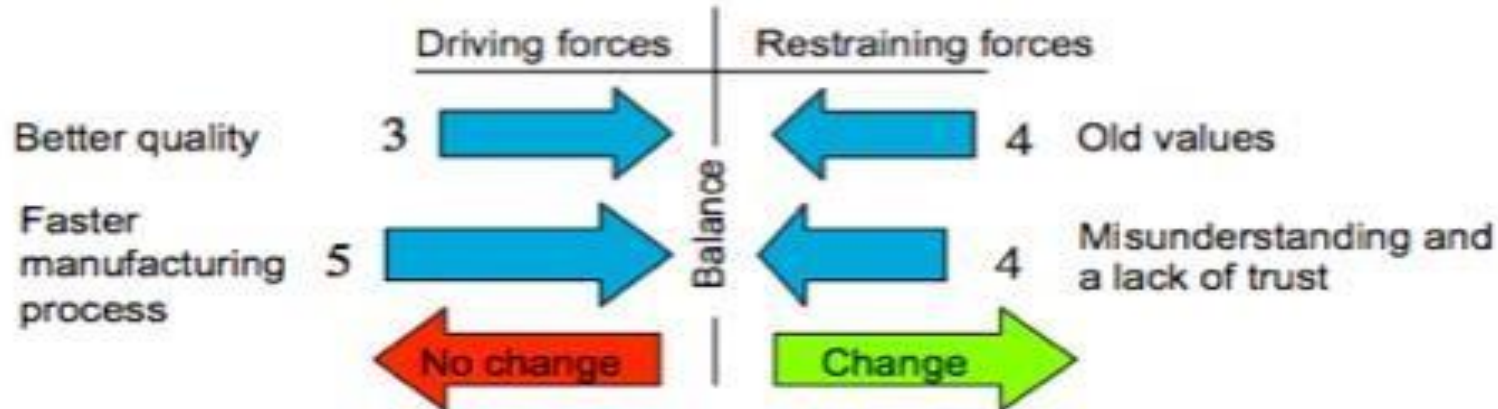 Driving forces Restraining forces
Better quality 3 4 Old values
Balance
Faster
manufacturing 5 4 Misunderstanding and
process a lack of trust
No change Change